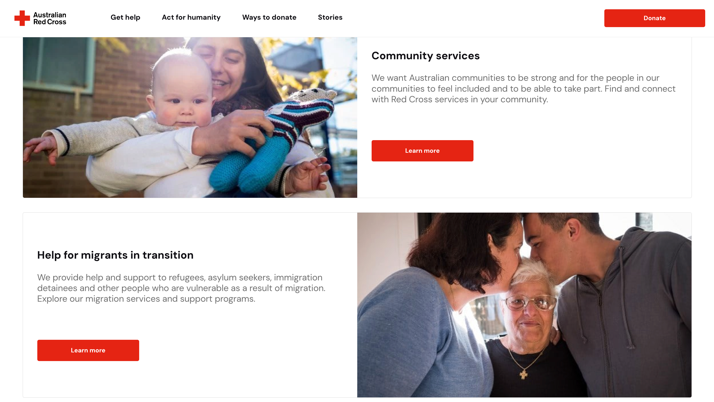 Australian
Red Cross
Get help
Act for humanity
Ways to donate
Stories
Donate
Community services
We want Australian communities to be strong and for the people in our
communities to feel included and to be able to take part. Find and connect
with Red Cross services in your community.
Learn more
Help for migrants in transition
We provide help and support to refugees, asylum seekers, immigration
detainees and other people who are vulnerable as a result of migration.
Explore our migration services and support programs.
Learn more